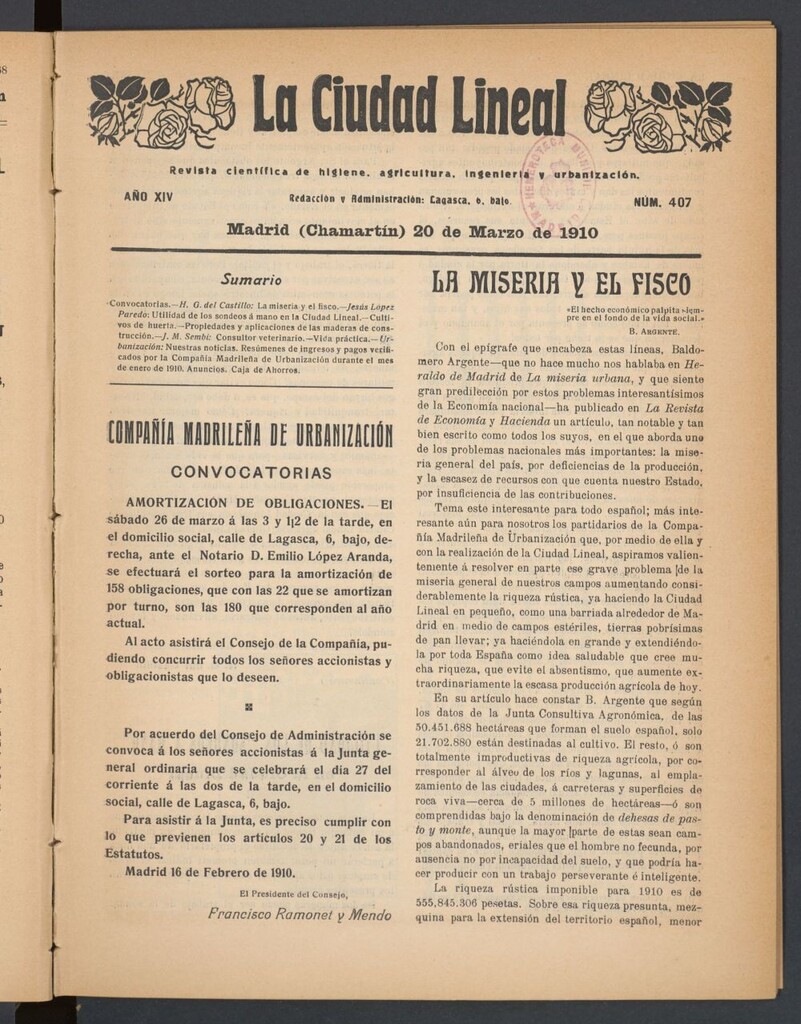 La Ciudad Lineal
Revista científica de higiene, agricultura, ingeniería y urbanización.
AÑO XIV
Redacción y Administración: Lagasca, 6, bajo.
NÚM. 407
HEMEROTECA MUNICIPAL
MADRID
Madrid (Chamartín) 20 de Marzo de 1910
Sumario
Convocatorias.—H. G. del Castillo: La miseria y el fisco.—Jesús López
Paredo: Utilidad de los sondeos á mano en la Ciudad Lineal.—Culti-
vos de huerta.—Propiedades y aplicaciones de las maderas de cons-
trucción.—J. M. Sembi: Consultor veterinario.—Vida práctica.—Ur-
banización: Nuestras noticias. Resúmenes de ingresos y pagos verifi-
cados por la Compañía Madrileña de Urbanización durante el mes
de enero de 1910. Anuncios. Caja de Ahorros.
COMPAÑÍA MADRILEÑA DE URBANIZACIÓN
CONVOCATORIAS
AMORTIZACIÓN DE OBLIGACIONES.—El
sábado 26 de marzo á las 3 y 1|2 de la tarde, en
el domicilio social, calle de Lagasca, 6, bajo, de-
recha, ante el Notario D. Emilio López Aranda,
se efectuará el sorteo para la amortización de
158 obligaciones, que con las 22 que se amortizan
por turno, son las 180 que corresponden al año
actual.
Al acto asistirá el Consejo de la Compañía, pu-
diendo concurrir todos los señores accionistas y
obligacionistas que lo deseen.
Por acuerdo del Consejo de Administración se
convoca á los señores accionistas á la Junta ge-
neral ordinaria que se celebrará el día 27 del
corriente á las dos de la tarde, en el domicilio
social, calle de Lagasca, 6, bajo.
Para asistir á la Junta, es preciso cumplir con
lo que previenen los artículos 20 y 21 de los
Estatutos.
Madrid 16 de Febrero de 1910.
El Presidente del Consejo,
Francisco Ramonet y Mendo
LA MISERIA Y EL FISCO
«El hecho económico palpita siem-
pre en el fondo de la vida social.»
B. ARGENTE.
Con el epígrafe que encabeza estas líneas, Baldo-
mero Argente—que no hace mucho nos hablaba en He-
raldo de Madrid de La miseria urbana, y que siente
gran predilección por estos problemas interesantísimos
de la Economía nacional—ha publicado en La Revista
de Economía y Hacienda un artículo, tan notable y tan
bien escrito como todos los suyos, en el que aborda uno
de los problemas nacionales más importantes: la mise-
ria general del país, por deficiencias de la producción,
y la escasez de recursos con que cuenta nuestro Estado,
por insuficiencia de las contribuciones.
Tema este interesante para todo español; más inte-
resante aún para nosotros los partidarios de la Compa-
ñía Madrileña de Urbanización que, por medio de ella y
con la realización de la Ciudad Lineal, aspiramos valien-
temente á resolver en parte ese grave problema |de la
miseria general de nuestros campos aumentando consi-
derablemente la riqueza rústica, ya haciendo la Ciudad
Lineal en pequeño, como una barriada alrededor de Ma-
drid en medio de campos estériles, tierras pobrísimas
de pan llevar; ya haciéndola en grande y extendiéndo-
la por toda España como idea saludable que cree mu-
cha riqueza, que evite el absentismo, que aumente ex-
traordinariamente la escasa producción agrícola de hoy.
En su artículo hace constar B. Argente que según
los datos de la Junta Consultiva Agronómica, de las
50.451.688 hectáreas que forman el suelo español, solo
21.702.880 están destinadas al cultivo. El resto, ó son
totalmente improductivas de riqueza agrícola, por co-
rresponder al álveo de los ríos y lagunas, al empla-
zamiento de las ciudades, á carreteras y superficies de
roca viva—cerca de 5 millones de hectáreas—ó son
comprendidas bajo la denominación de dehesas de pas-
to y monte, aunque la mayor |parte de estas sean cam-
pos abandonados, eriales que el hombre no fecunda, por
ausencia no por incapacidad del suelo, y que podría ha-
cer producir con un trabajo perseverante é inteligente.
La riqueza rústica imponible para 1910 es de
555.845.306 pesetas. Sobre esa riqueza presunta, mez-
quina para la extensión del territorio español, menor